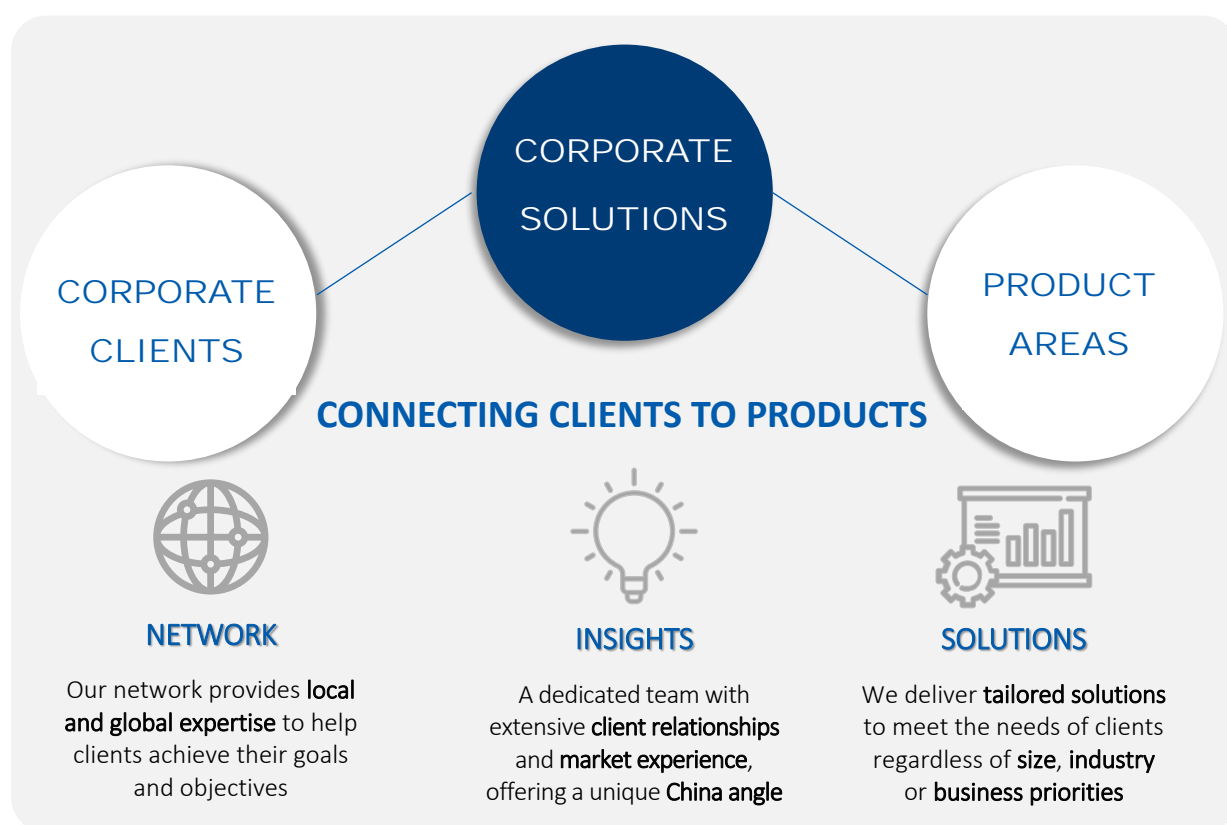 CORPORATE
SOLUTIONS
CORPORATE
CLIENTS
PRODUCT
AREAS
CONNECTING CLIENTS TO PRODUCTS
NETWORK
Our network provides local
and global expertise to help
clients achieve their goals
and objectives
INSIGHTS
A dedicated team with
extensive client relationships
and market experience,
offering a unique China angle
SOLUTIONS
We deliver tailored solutions
to meet the needs of clients
regardless of size, industry
or business priorities